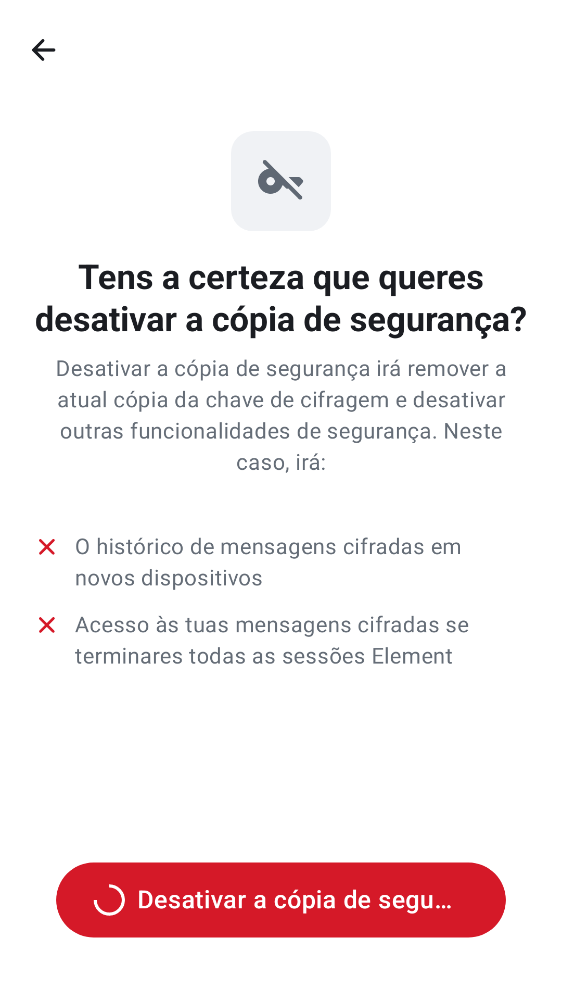 Tens a certeza que queres
desativar a cópia de segurança?
Desativar a cópia de segurança irá remover a
atual cópia da chave de cifragem e desativar
outras funcionalidades de segurança. Neste
caso, irá:
O histórico de mensagens cifradas em
novos dispositivos
Acesso às tuas mensagens cifradas se
terminares todas as sessões Element
Desativar a cópia de segu...